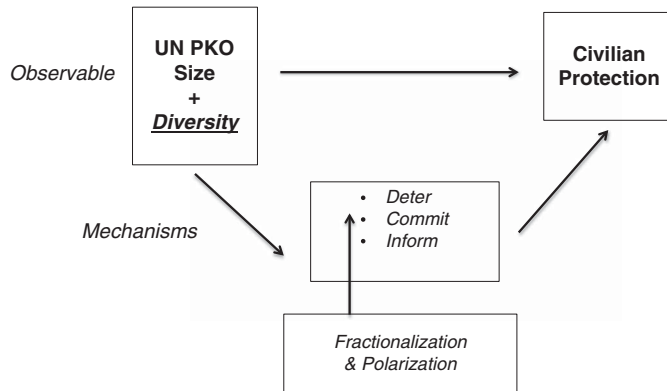 UN PKO
Size
+
Diversity
Observable
Civilian
Protection
Mechanisms
• Deter
• Commit
• Inform
Fractionalization
& Polarization